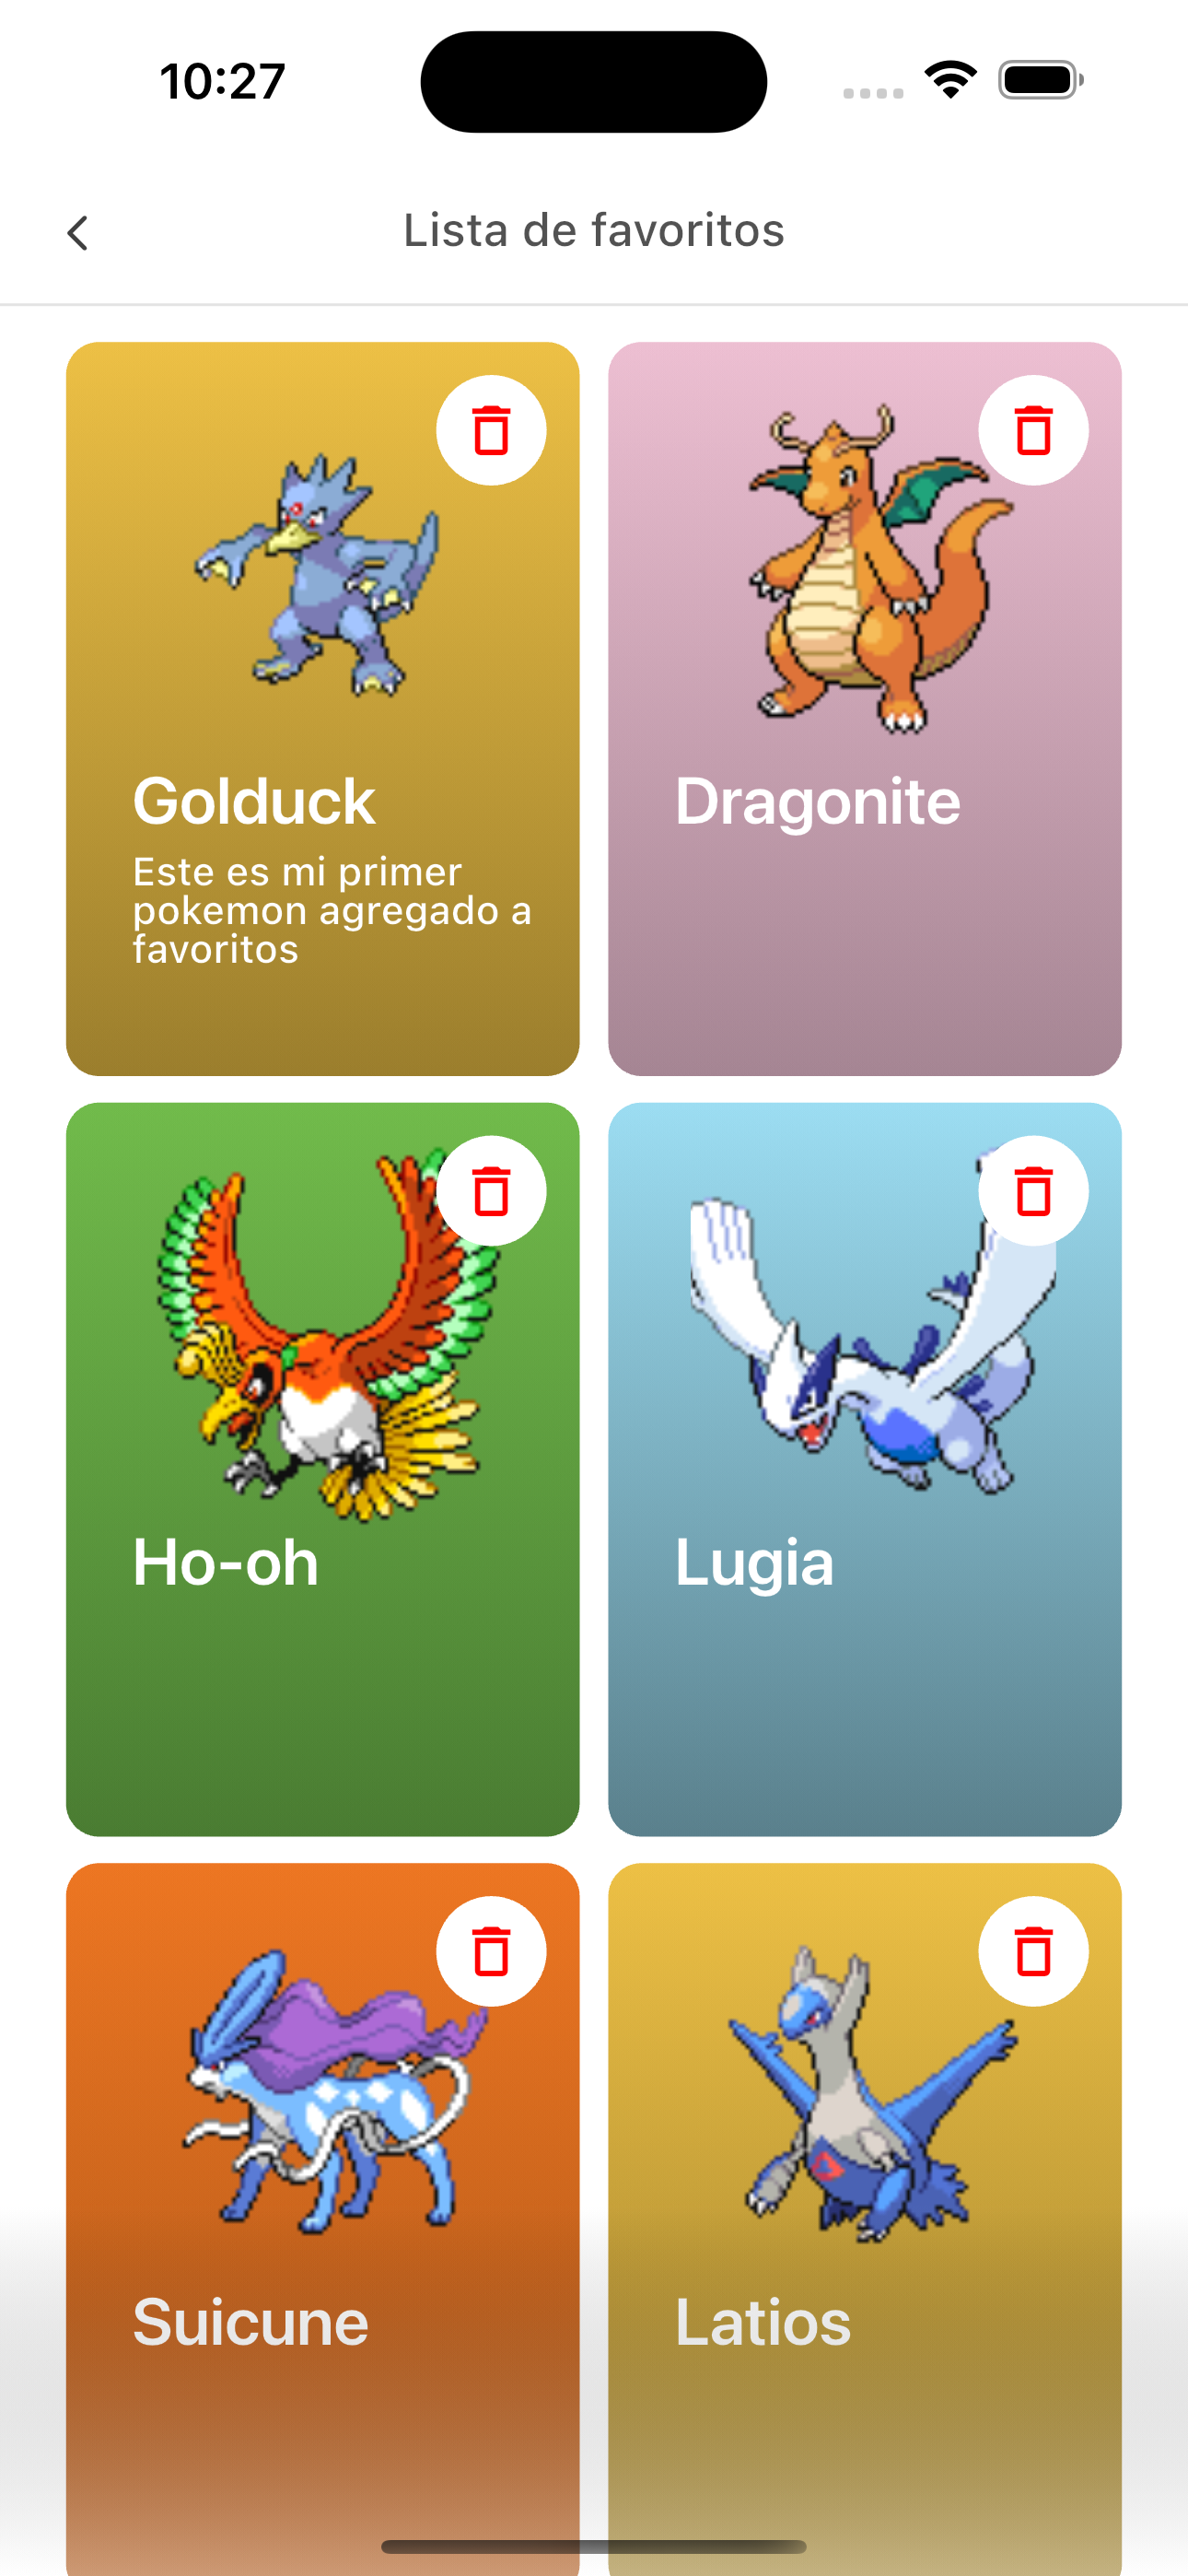 10:27
Lista de favoritos
Golduck
Este es mi primer
pokemon agregado a
favoritos
Dragonite
Ho-oh
Lugia
Suicune
Latios